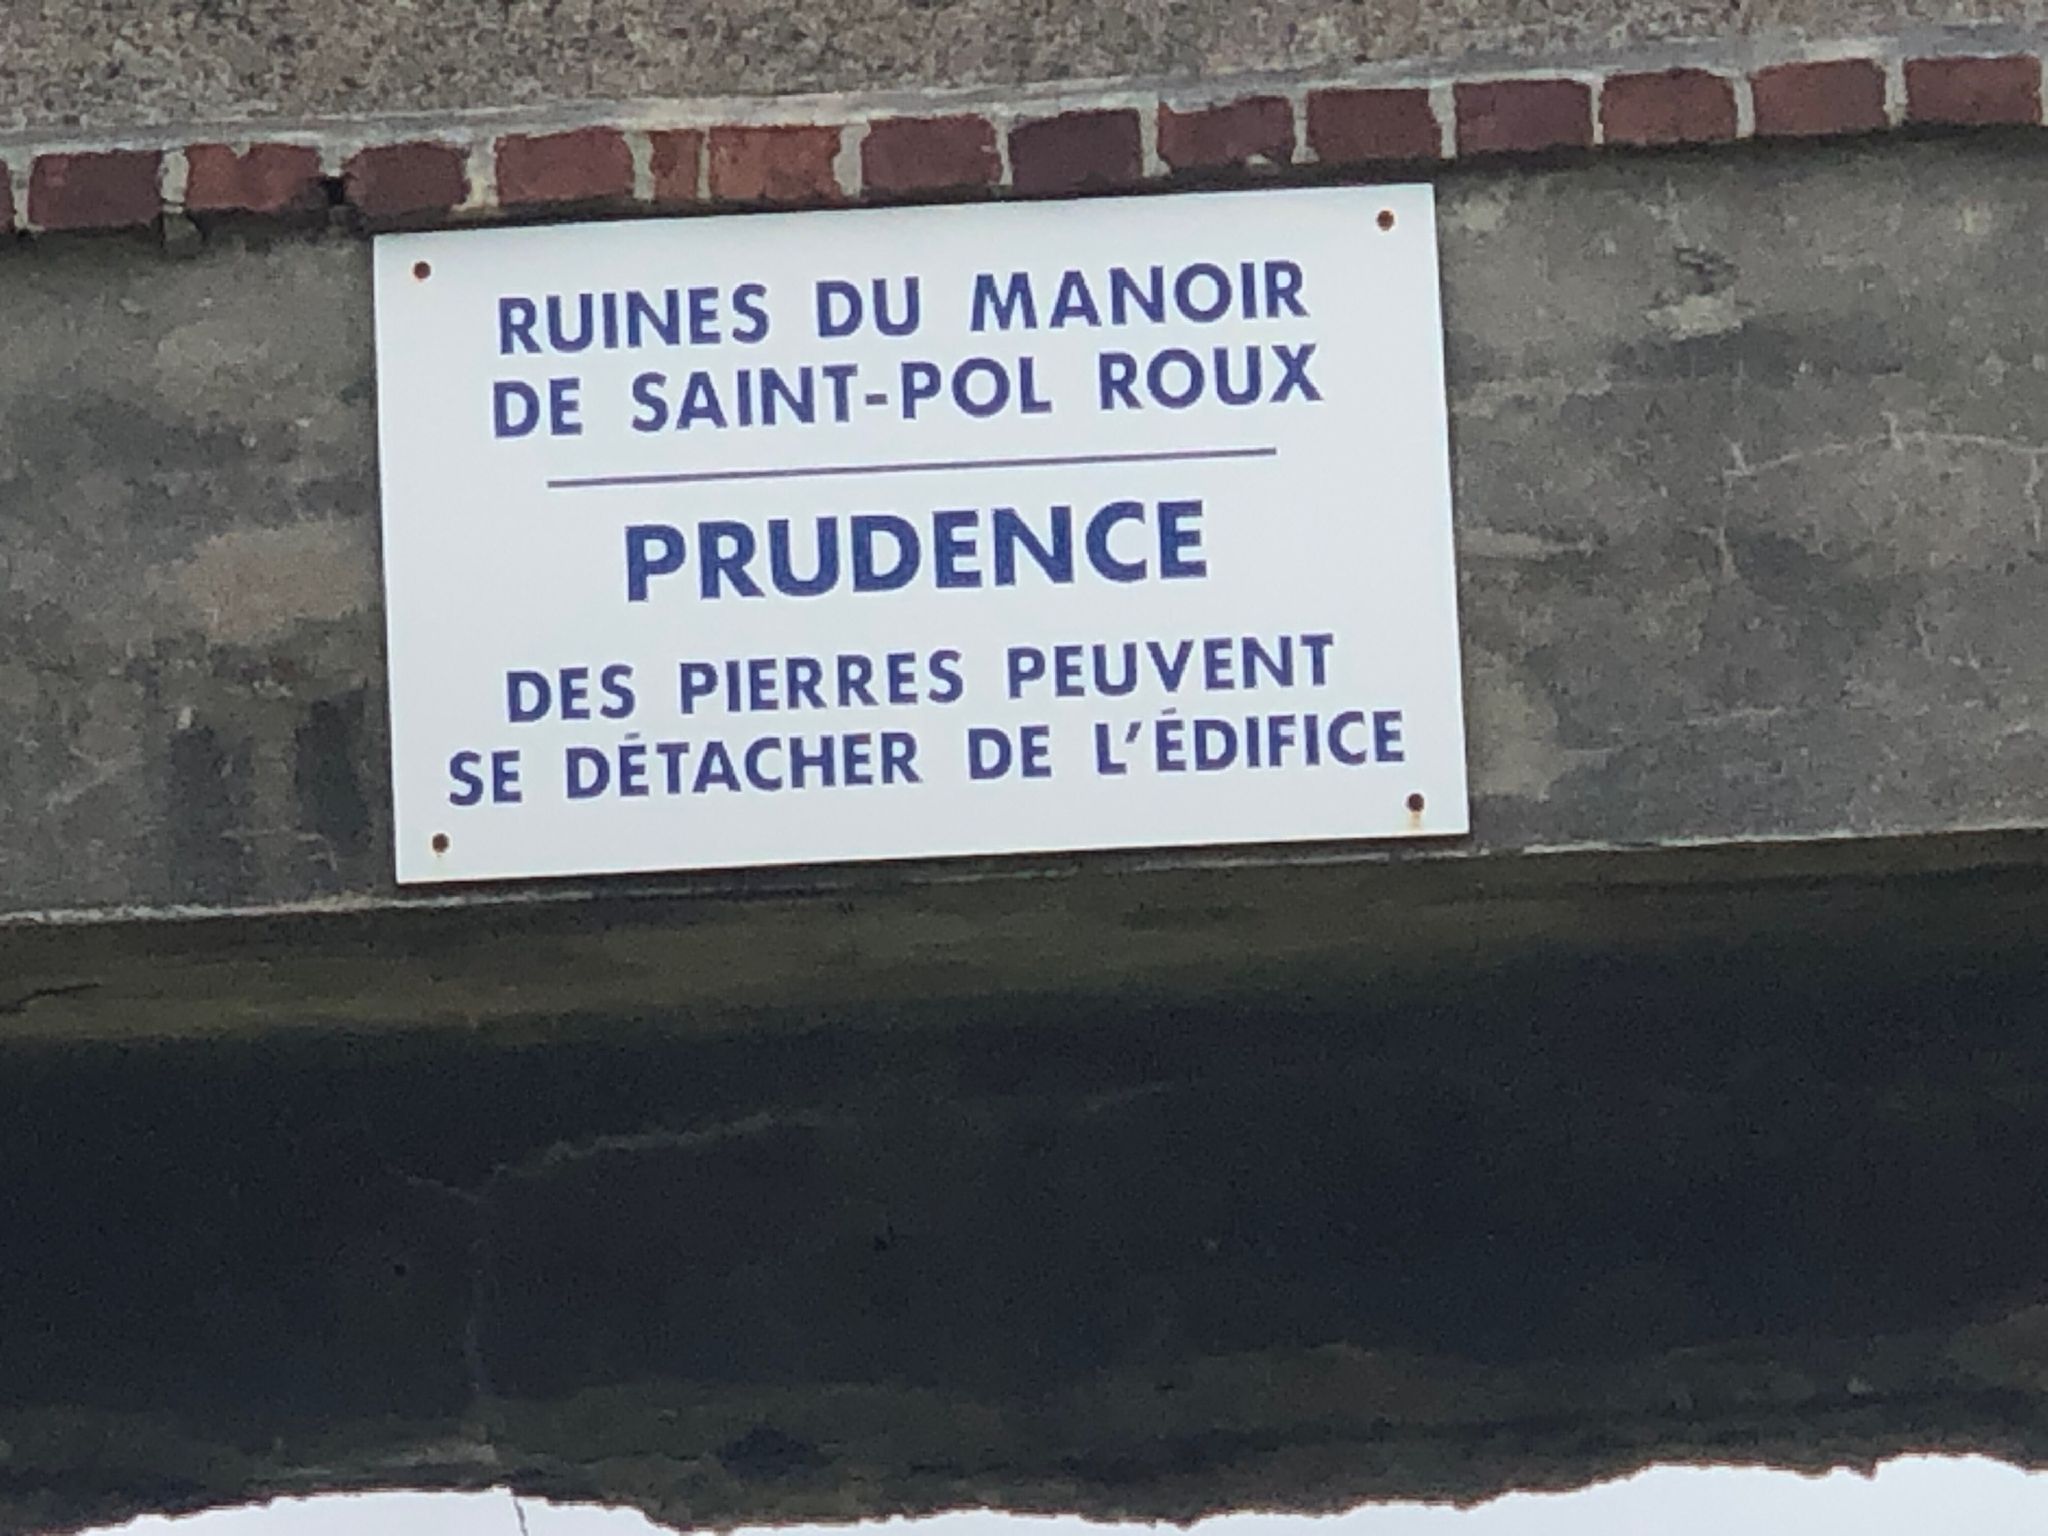 RUINES DU MANOIR
DE SAINT-POL ROUX
PRUDENCE
DES PIERRES PEUVENT
SE DÉTACHER DE L'ÉDIFICE